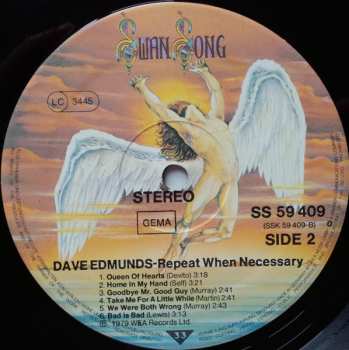 SWAN SONG
LC 3445
STEREO
GEMA
SS 59 409
(SSK 59 409-B)
SIDE 2
DAVE EDMUNDS-Repeat When Necessary
1. Queen Of Hearts (Devito) 3:18
2. Home In My Hand (Self) 3:21
3. Goodbye Mr. Good Guy (Murray) 2:41
4. Take Me For A Little While (Martin) 2:41
5. We Were Both Wrong (Murray) 2:41
6. Bad Is Bad (Lewis) 3:13
Ⓟ 1979 WEA Records Ltd.
33